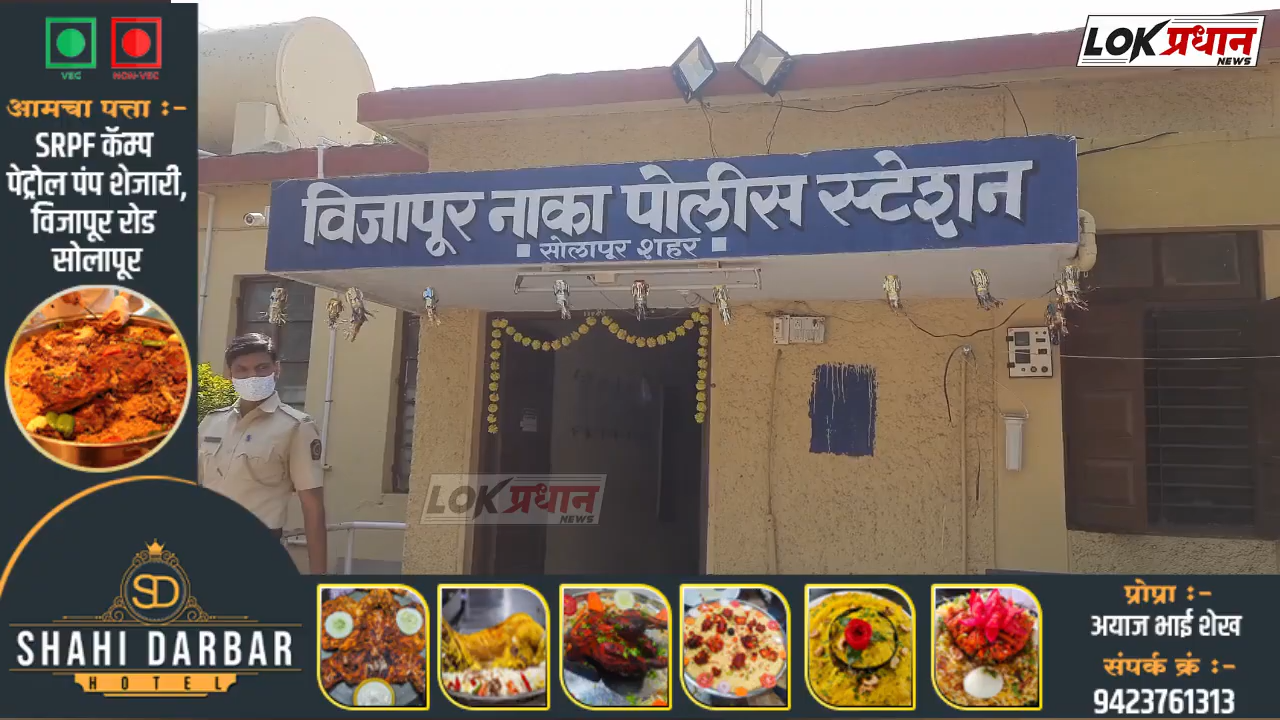 VEG NON-VEG
आमचा पत्ता :-
SRPF कॅम्प
पेट्रोल पंप शेजारी,
विजापूर रोड
सोलापूर
LOK प्रधान
NEWS
विजापूर नाका पोलीस स्टेशन
सोलापूर शहर
LOK प्रधान
NEWS
SD
SHAHI DARBAR
HOTEL
प्रोप्रा :-
अयाज भाई शेख
संपर्क क्रं :-
9423761313